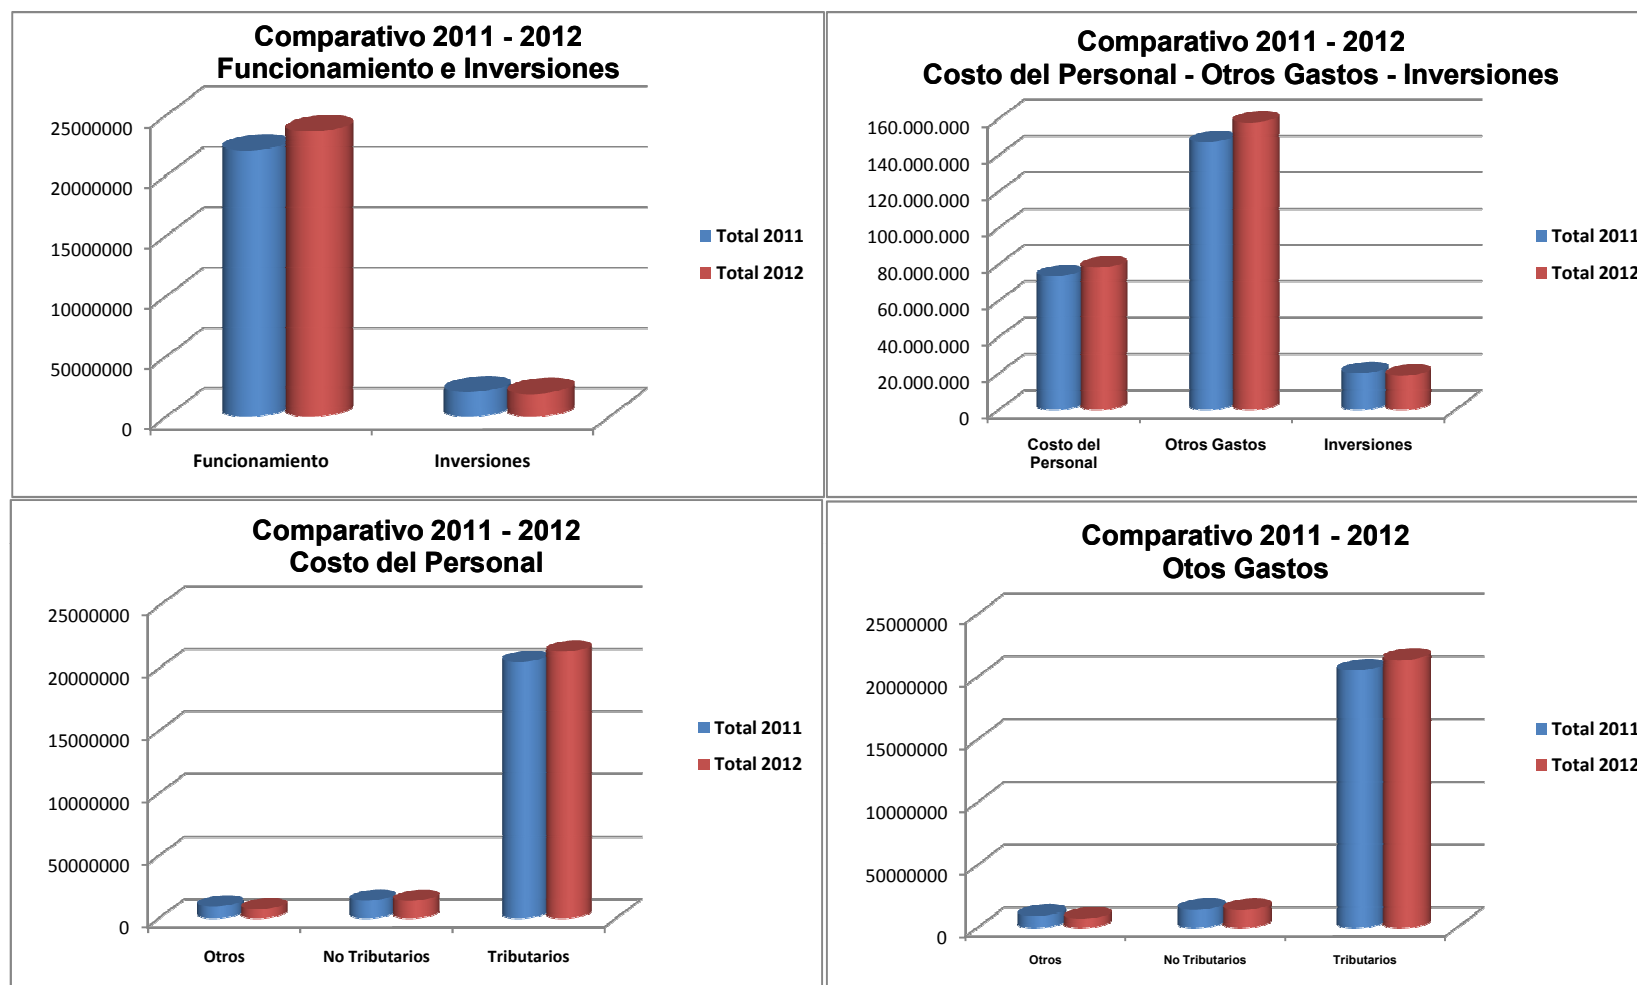 Comparativo 2011 - 2012
Funcionamiento e Inversiones
25000000
20000000
15000000
10000000
50000000
0
Funcionamiento
Inversiones
Total 2011
Total 2012
Comparativo 2011 - 2012
Costo del Personal - Otros Gastos - Inversiones
160.000.000
140.000.000
120.000.000
100.000.000
80.000.000
60.000.000
40.000.000
20.000.000
0
Costo del
Personal
Otros Gastos
Inversiones
Total 2011
Total 2012
Comparativo 2011 - 2012
Costo del Personal
25000000
20000000
15000000
10000000
50000000
0
Otros
No Tributarios
Tributarios
Total 2011
Total 2012
Comparativo 2011 - 2012
Otos Gastos
25000000
20000000
15000000
10000000
50000000
0
Otros
No Tributarios
Tributarios
Total 2011
Total 2012